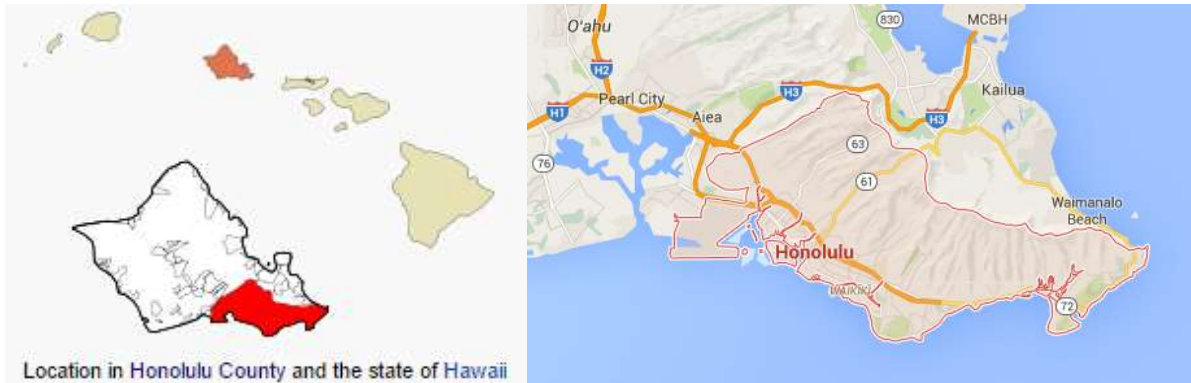 Location in Honolulu County and the state of Hawaii
O'ahu
830
MCBH
H2
Pearl City
H3
Kailua
H1
Aiea
H3
76
63
61
Waimanalo
Beach
Honolulu
WAIKIKI
72